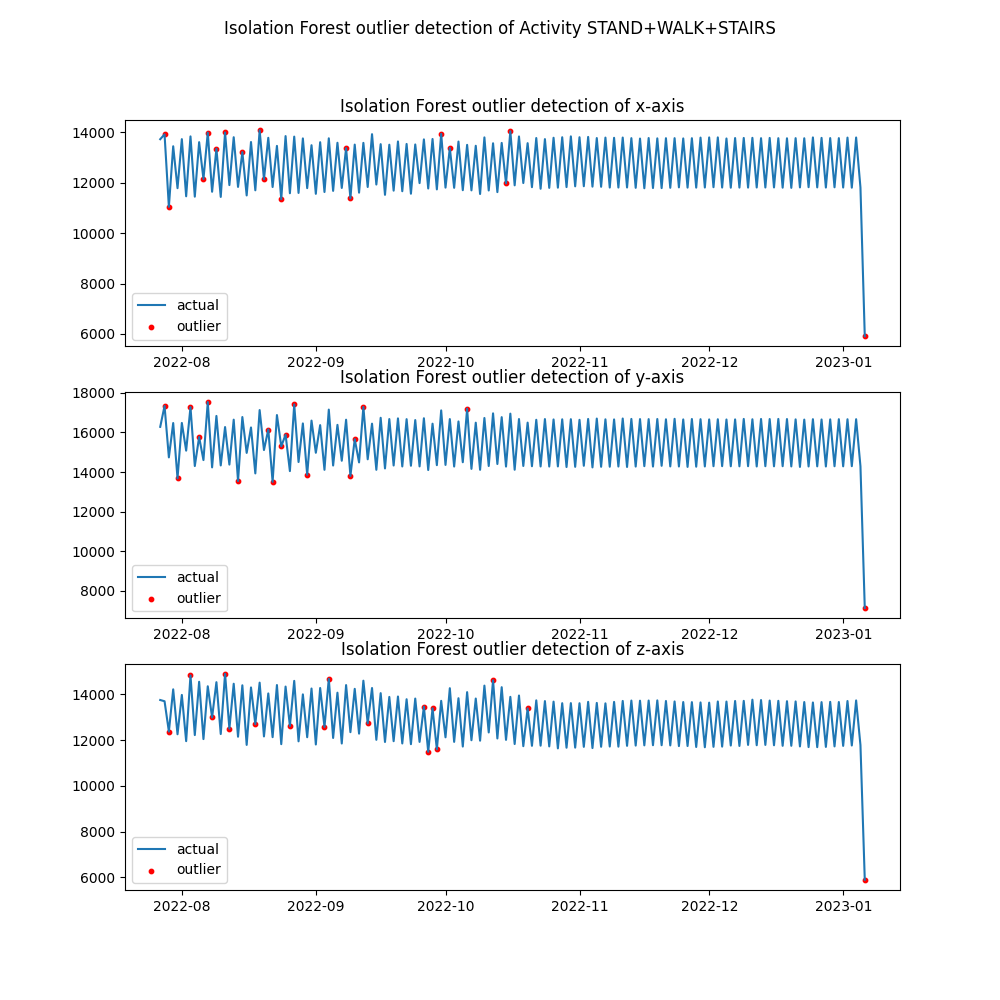 Isolation Forest outlier detection of Activity STAND+WALK+STAIRS
Isolation Forest outlier detection of x-axis
14000
12000
10000
8000
6000
actual
outlier
2022-08 2022-09 2022-10 2022-11 2022-12 2023-01
Isolation Forest outlier detection of y-axis
18000
16000
14000
12000
10000
8000
actual
outlier
2022-08 2022-09 2022-10 2022-11 2022-12 2023-01
Isolation Forest outlier detection of z-axis
14000
12000
10000
8000
6000
actual
outlier
2022-08 2022-09 2022-10 2022-11 2022-12 2023-01